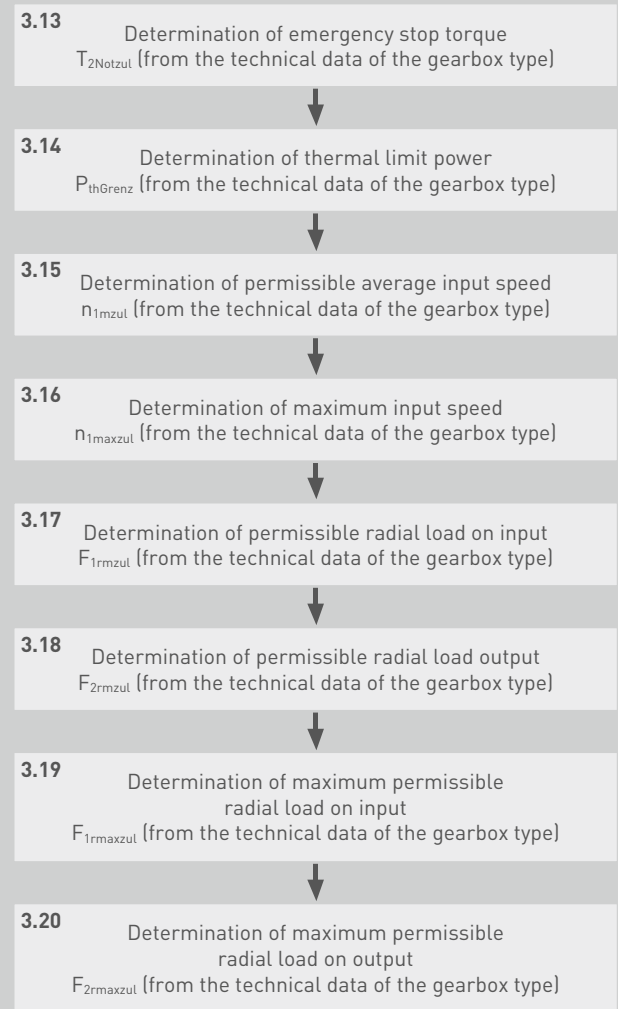 3.13
Determination of emergency stop torque
T2Notzul (from the technical data of the gearbox type)
3.14
Determination of thermal limit power
PthGrenz (from the technical data of the gearbox type)
3.15
Determination of permissible average input speed
n1mzul (from the technical data of the gearbox type)
3.16
Determination of maximum input speed
n1maxzul (from the technical data of the gearbox type)
3.17
Determination of permissible radial load on input
F1rmzul (from the technical data of the gearbox type)
3.18
Determination of permissible radial load output
F2rmzul (from the technical data of the gearbox type)
3.19
Determination of maximum permissible
radial load on input
F1rmaxzul (from the technical data of the gearbox type)
3.20
Determination of maximum permissible
radial load on output
F2rmaxzul (from the technical data of the gearbox type)